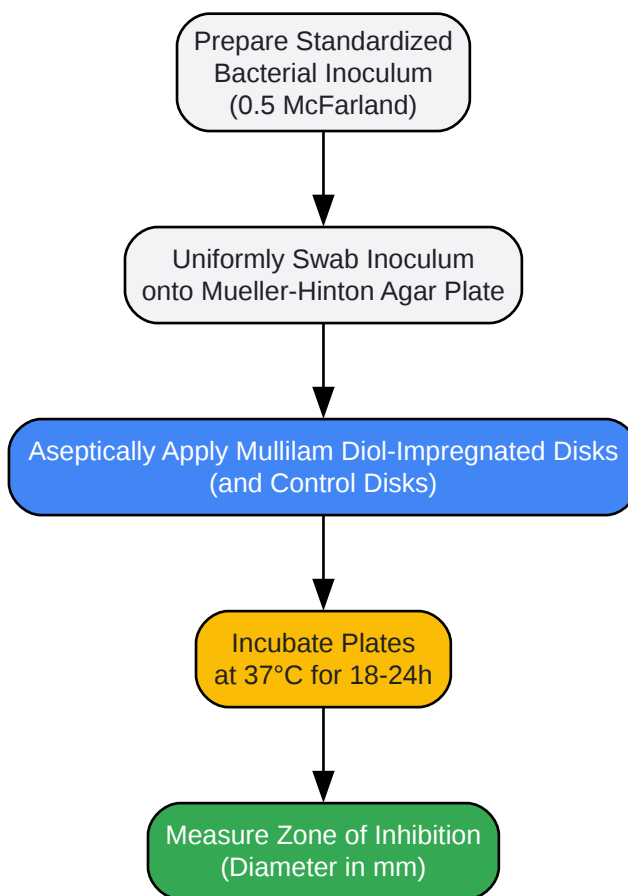 Prepare Standardized
Bacterial Inoculum
(0.5 McFarland)
Uniformly Swab Inoculum
onto Mueller-Hinton Agar Plate
Aseptically Apply Mullilam Diol-Impregnated Disks
(and Control Disks)
Incubate Plates
at 37°C for 18-24h
Measure Zone of Inhibition
(Diameter in mm)